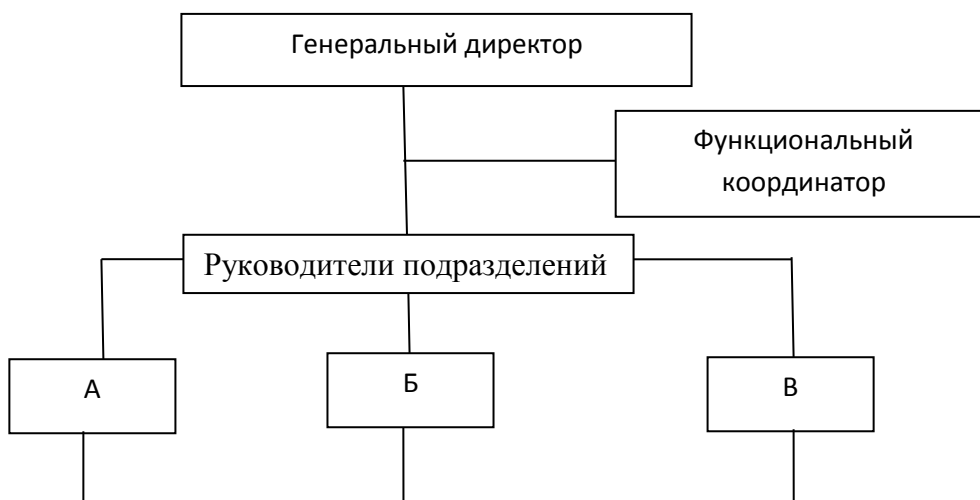 Генеральный директор
Функциональный
координатор
Руководители подразделений
А
Б
В